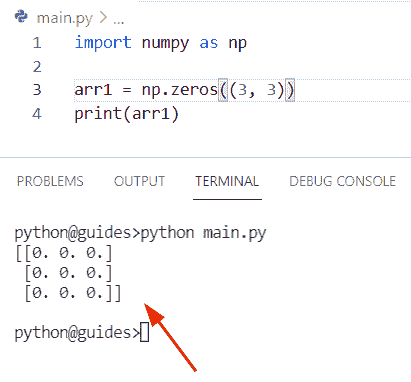 main.py > ...
1 import numpy as np
2
3 arr1 = np.zeros((3, 3))
4 print(arr1)
PROBLEMS OUTPUT TERMINAL DEBUG CONSOLE
python@guides>python main.py
[[0. 0. 0.]
 [0. 0. 0.]
 [0. 0. 0.]]
python@guides>